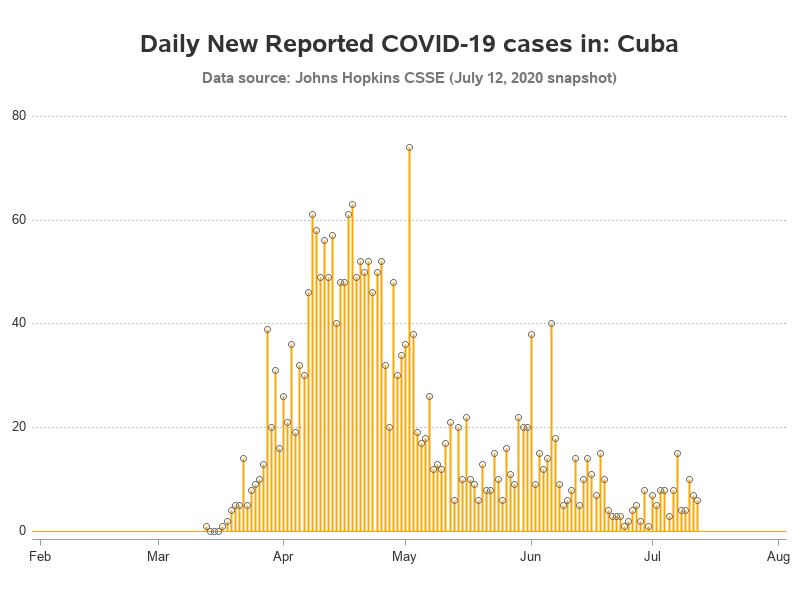 Daily New Reported COVID-19 cases in: Cuba
Data source: Johns Hopkins CSSE (July 12, 2020 snapshot)
80
60
40
20
0
Feb Mar Apr May Jun Jul Aug